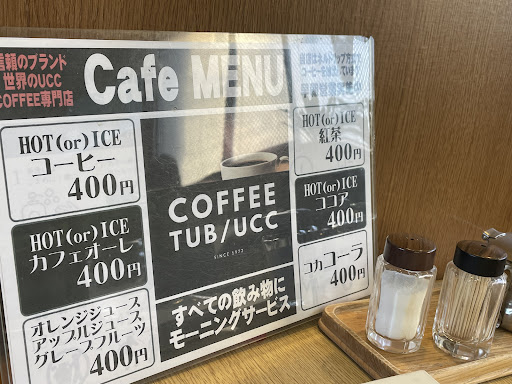 信頼のブランド
世界のUCC
COFFEE専門店
Cafe MENU
HOT(or)ICE
コーヒー
400円
HOT(or)ICE
カフェオーレ
400円
オレンジジュース
アップルジュース
グレープフルーツ
400円
COFFEE
TUB/UCC
SINCE 1933
すべての飲み物に
モーニングサービス
HOT(or)ICE
紅茶
400円
HOT(or)ICE
ココア
400円
コカコーラ
400円